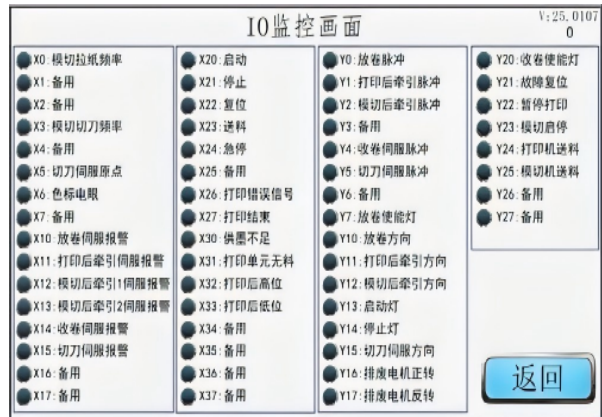 IO监控画面
V:25.0107
0
X0:模切拉纸频率
X1:备用
X2:备用
X3:模切切刀频率
X4:备用
X5:切刀伺服原点
X6:色标电眼
X7:备用
X10:放卷伺服报警
X11:打印后牵引伺服报警
X12:模切后牵引1伺服报警
X13:模切后牵引2伺服报警
X14:收卷伺服报警
X15:切刀伺服报警
X16:备用
X17:备用
X20:启动
X21:停止
X22:复位
X23:送料
X24:急停
X25:备用
X26:打印错误信号
X27:打印结束
X30:供墨不足
X31:打印单元无料
X32:打印后高位
X33:打印后低位
X34:备用
X35:备用
X36:备用
X37:备用
Y0:放卷脉冲
Y1:打印后牵引脉冲
Y2:模切后牵引脉冲
Y3:备用
Y4:收卷伺服脉冲
Y5:切刀伺服脉冲
Y6:备用
Y7:放卷使能灯
Y10:放卷方向
Y11:打印后牵引方向
Y12:模切后牵引方向
Y13:启动灯
Y14:停止灯
Y15:切刀伺服方向
Y16:排废电机正转
Y17:排废电机反转
Y20:收卷使能灯
Y21:故障复位
Y22:暂停打印
Y23:模切启停
Y24:打印机送料
Y25:模切机送料
Y26:备用
Y27:备用
返回